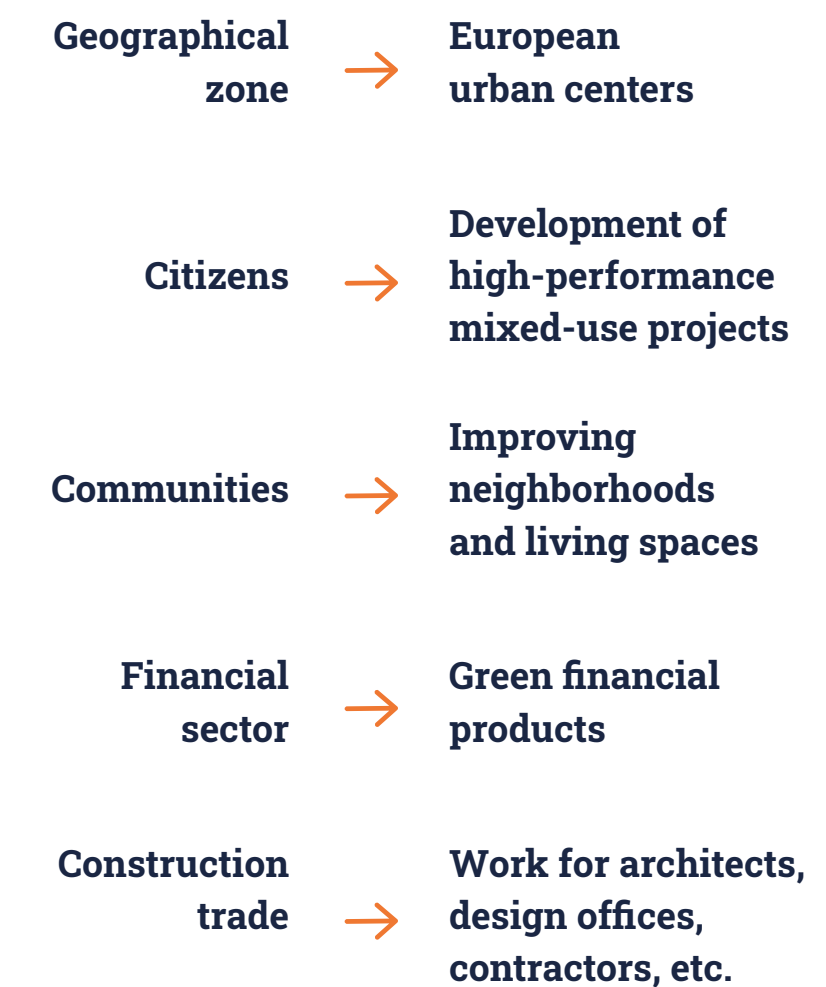 Geographical
zone
European
urban centers
Citizens
Development of
high-performance
mixed-use projects
Communities
Improving
neighborhoods
and living spaces
Financial
sector
Green financial
products
Construction
trade
Work for architects,
design offices,
contractors, etc.